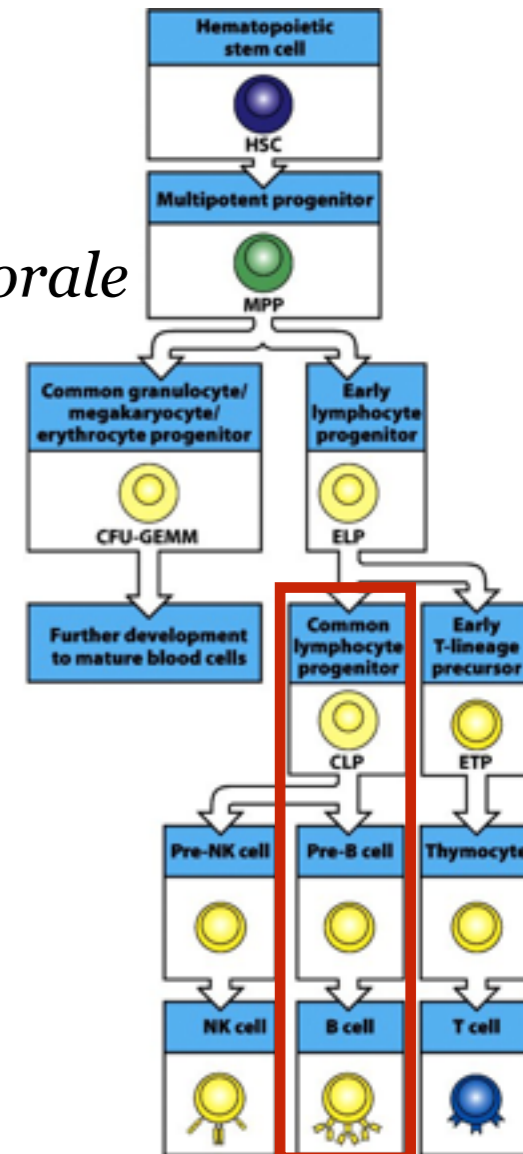 Hematopoietic
stem cell
HSC
Multipotent progenitor
orale
MPP
Common granulocyte/
megakaryocyte/
erythrocyte progenitor
CFU-GEMM
Early
lymphocyte
progenitor
ELP
Further development
to mature blood cells
Common
lymphocyte
progenitor
CLP
Early
T-lineage
precursor
ETP
Pre-NK cell
Pre-B cell
Thymocyte
NK cell
B cell
T cell